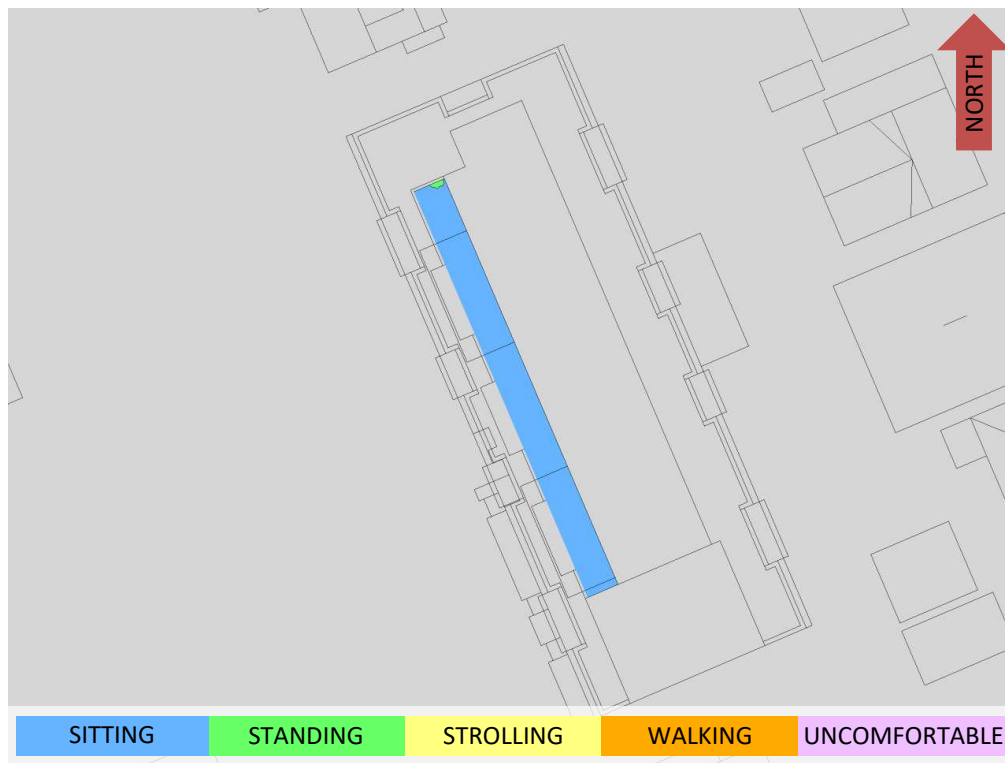 NORTH
SITTING
STANDING
STROLLING
WALKING
UNCOMFORTABLE